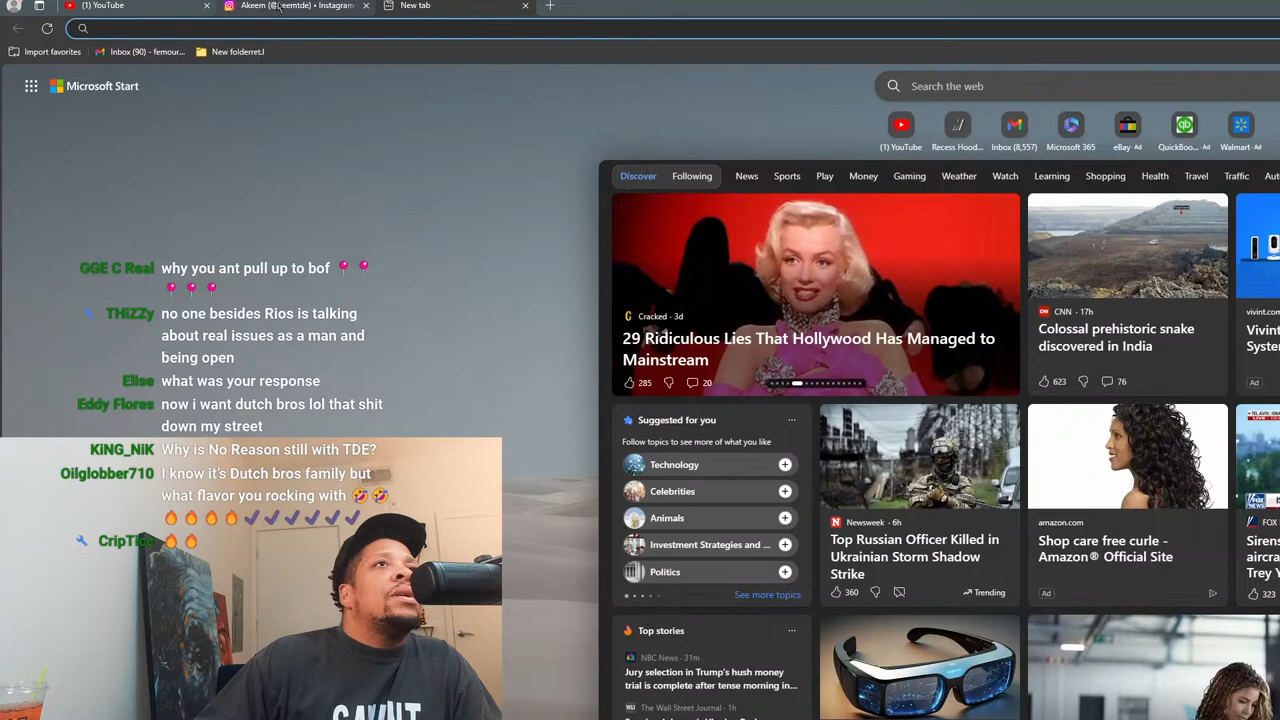 (1) YouTube
Akeem (@reemtde) • Instagram
New tab
Import favorites
Inbox (90) - femour...
New folderret.l
Microsoft Start
Search the web
(1) YouTube
Recess Hood...
Inbox (8,557)
Microsoft 365
eBay Ad
QuickBoo... Ad
Walmart Ad
Discover
Following
News
Sports
Play
Money
Gaming
Weather
Watch
Learning
Shopping
Health
Travel
Traffic
Cracked · 3d
29 Ridiculous Lies That Hollywood Has Managed to
Mainstream
285
20
CNN · 17h
Colossal prehistoric snake
discovered in India
623
76
Ad
Suggested for you
Follow topics to see more of what you like
Technology
Celebrities
Animals
Investment Strategies and ...
Politics
See more topics
Newsweek · 6h
Top Russian Officer Killed in
Ukrainian Storm Shadow
Strike
360
Trending
amazon.com
Shop care free curle -
Amazon® Official Site
Ad
323
Top stories
NBC News · 31m
Jury selection in Trump's hush money
trial is complete after tense morning in...
The Wall Street Journal · 1h
GGE C Real why you ant pull up to bof
THIZZy no one besides Rios is talking
about real issues as a man and
being open
Elise what was your response
Eddy Flores now i want dutch bros lol that shit
down my street
KiNG_NiK Why is No Reason still with TDE?
Oilglobber710 I know it's Dutch bros family but
what flavor you rocking with